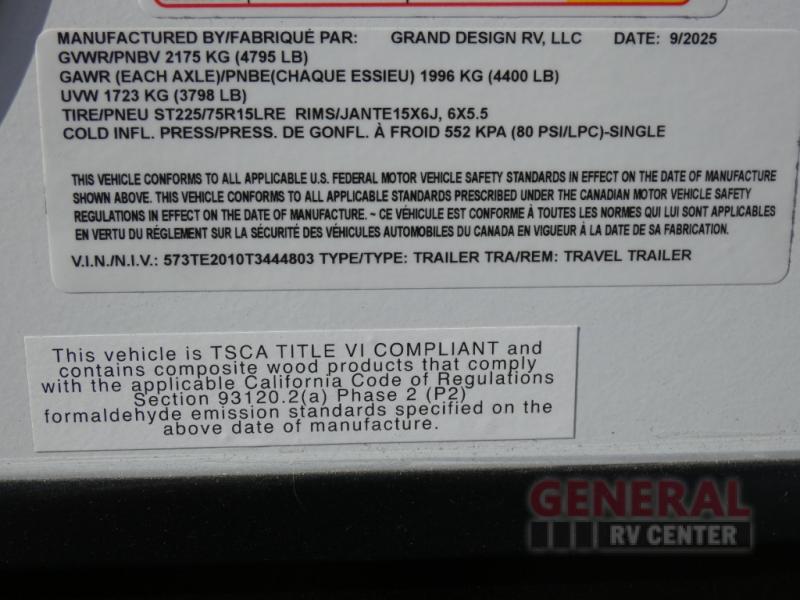 MANUFACTURED BY/FABRIQUÉ PAR: GRAND DESIGN RV, LLC DATE: 9/2025
GVWR/PNBV 2175 KG (4795 LB)
GAWR (EACH AXLE)/PNBE(CHAQUE ESSIEU) 1996 KG (4400 LB)
UVW 1723 KG (3798 LB)
TIRE/PNEU ST225/75R15LRE RIMS/JANTE15X6J, 6X5.5
COLD INFL. PRESS/PRESS. DE GONFL. À FROID 552 KPA (80 PSI/LPC)-SINGLE
THIS VEHICLE CONFORMS TO ALL APPLICABLE U.S. FEDERAL MOTOR VEHICLE SAFETY STANDARDS IN EFFECT ON THE DATE OF MANUFACTURE
SHOWN ABOVE. THIS VEHICLE CONFORMS TO ALL APPLICABLE STANDARDS PRESCRIBED UNDER THE CANADIAN MOTOR VEHICLE SAFETY
REGULATIONS IN EFFECT ON THE DATE OF MANUFACTURE. ~ CE VÉHICULE EST CONFORME À TOUTES LES NORMES QUI LUI SONT APPLICABLES
EN VERTU DU RÉGLEMENT SUR LA SÉCURITÉ DES VÉHICULES AUTOMOBILES DU CANADA EN VIGUEUR À LA DATE DE SA FABRICATION.
V.I.N./N.I.V.: 573TE2010T3444803 TYPE/TYPE: TRAILER TRA/REM: TRAVEL TRAILER
This vehicle is TSCA TITLE VI COMPLIANT and
contains composite wood products that comply
with the applicable California Code of Regulations
Section 93120.2(a) Phase 2 (P2)
formaldehyde emission standards specified on the
above date of manufacture.
GENERAL
RV CENTER